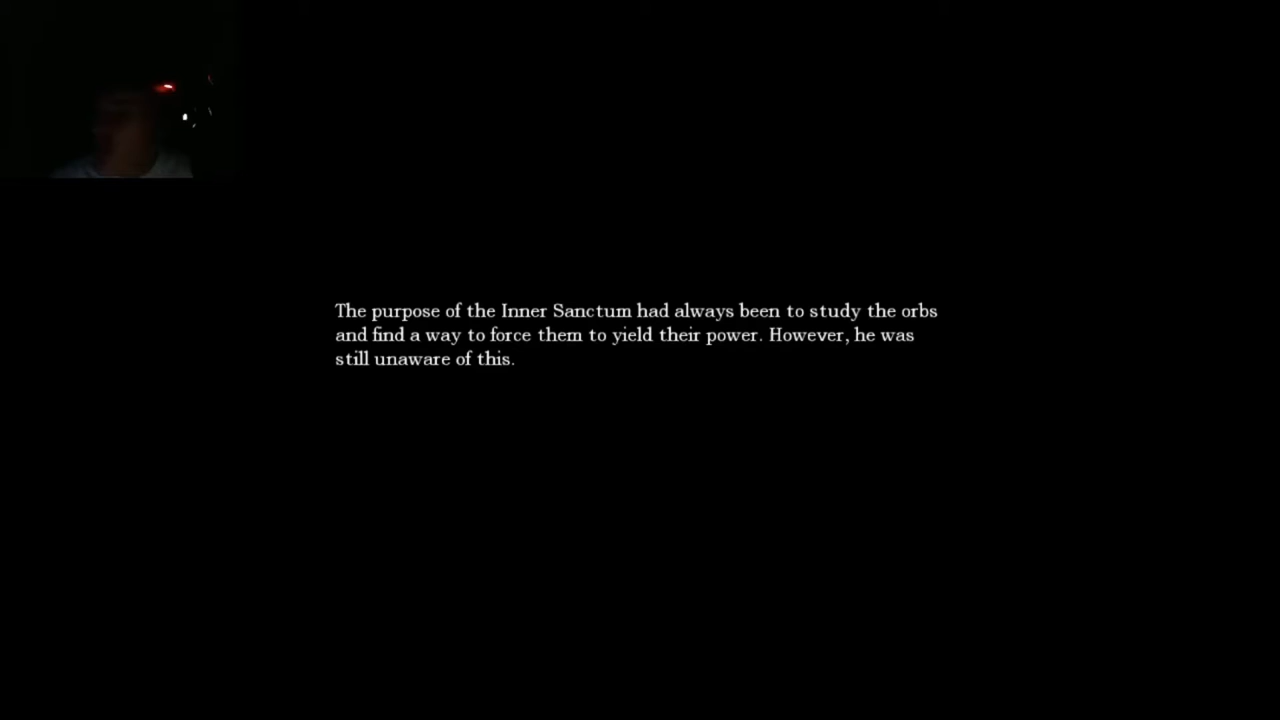 The purpose of the Inner Sanctum had always been to study the orbs
and find a way to force them to yield their power. However, he was
still unaware of this.